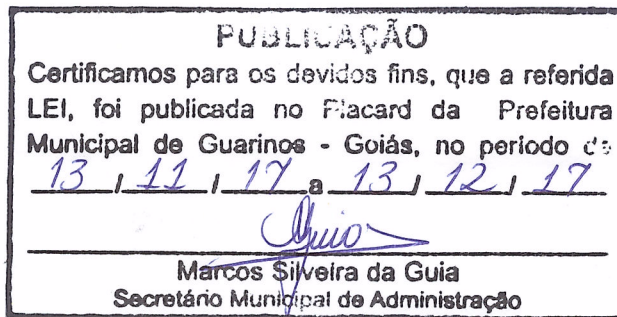 PUBLICAÇÃO
Certificamos para os devidos fins, que a referida
LEI, foi publicada no Placard da Prefeitura
Municipal de Guarinos - Goiás, no período de
13 / 11 / 17 a 13 / 12 / 17
Guia
Marcos Silveira da Guia
Secretário Municipal de Administração